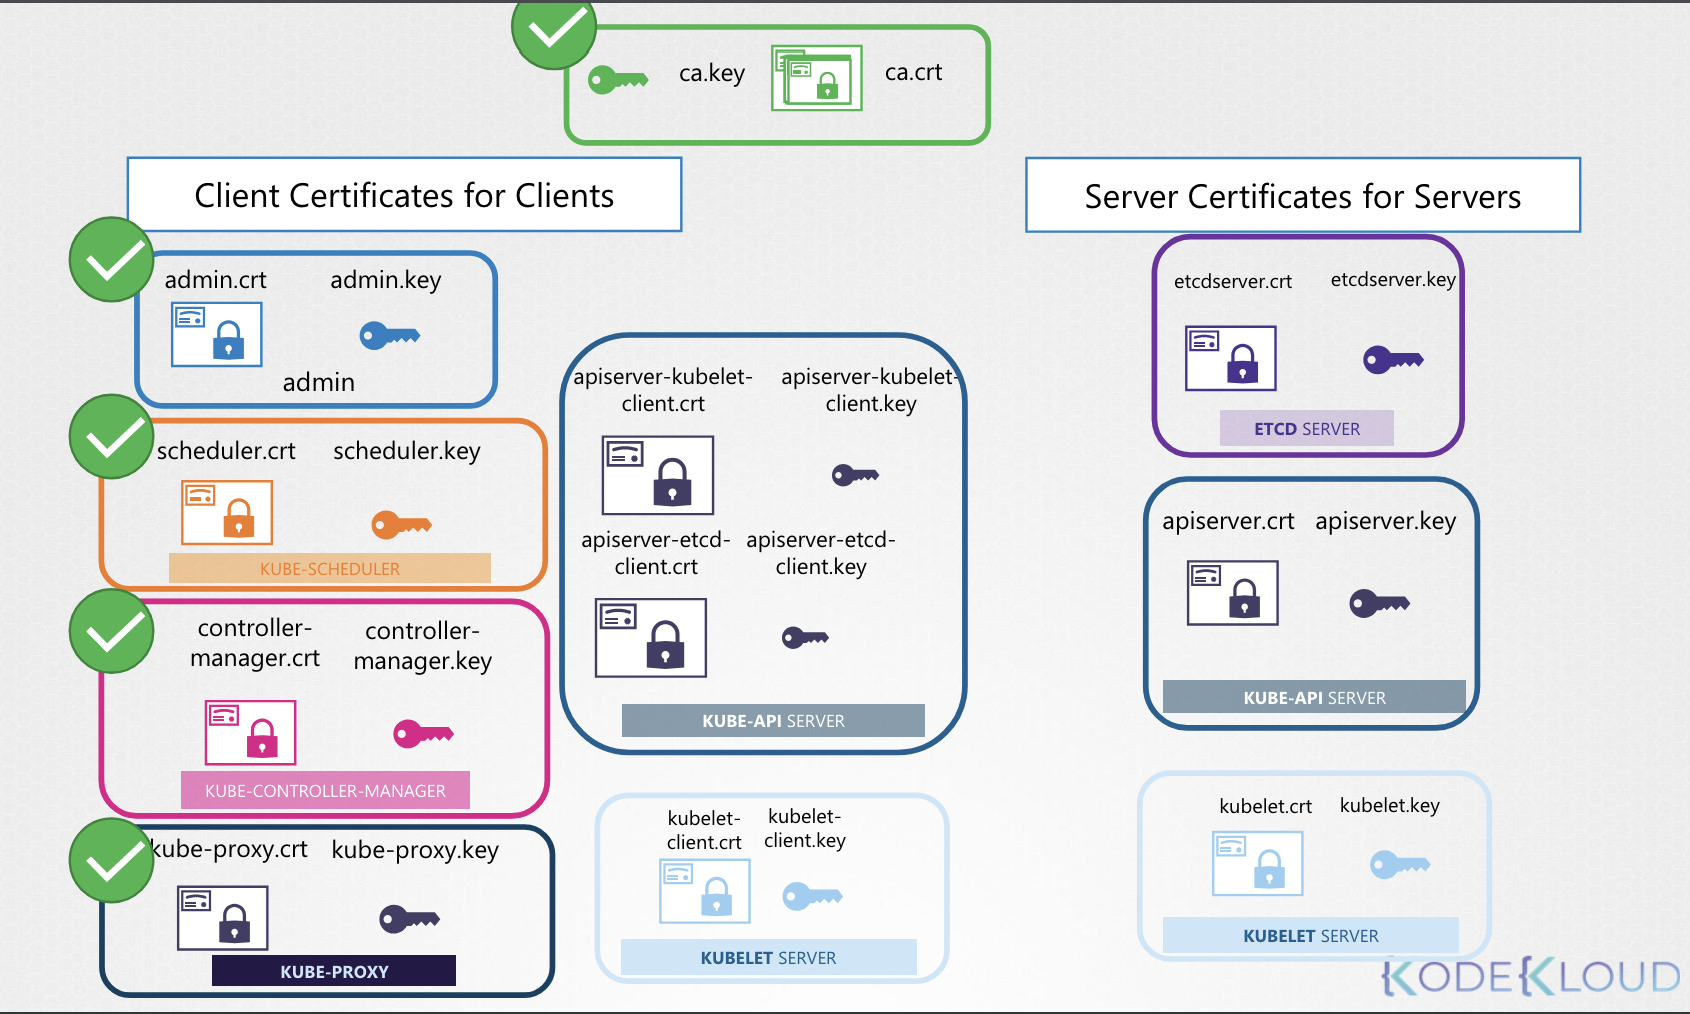 ca.key
ca.crt
Client Certificates for Clients
Server Certificates for Servers
admin.crt
admin.key
admin
scheduler.crt
scheduler.key
KUBE-SCHEDULER
controller-
manager.crt
controller-
manager.key
KUBE-CONTROLLER-MANAGER
kube-proxy.crt
kube-proxy.key
KUBE-PROXY
apiserver-kubelet-
client.crt
apiserver-kubelet-
client.key
apiserver-etcd-
client.crt
apiserver-etcd-
client.key
KUBE-API SERVER
kubelet-
client.crt
kubelet-
client.key
KUBELET SERVER
etcdserver.crt
etcdserver.key
ETCD SERVER
apiserver.crt
apiserver.key
KUBE-API SERVER
kubelet.crt
kubelet.key
KUBELET SERVER
KODEKLOUD